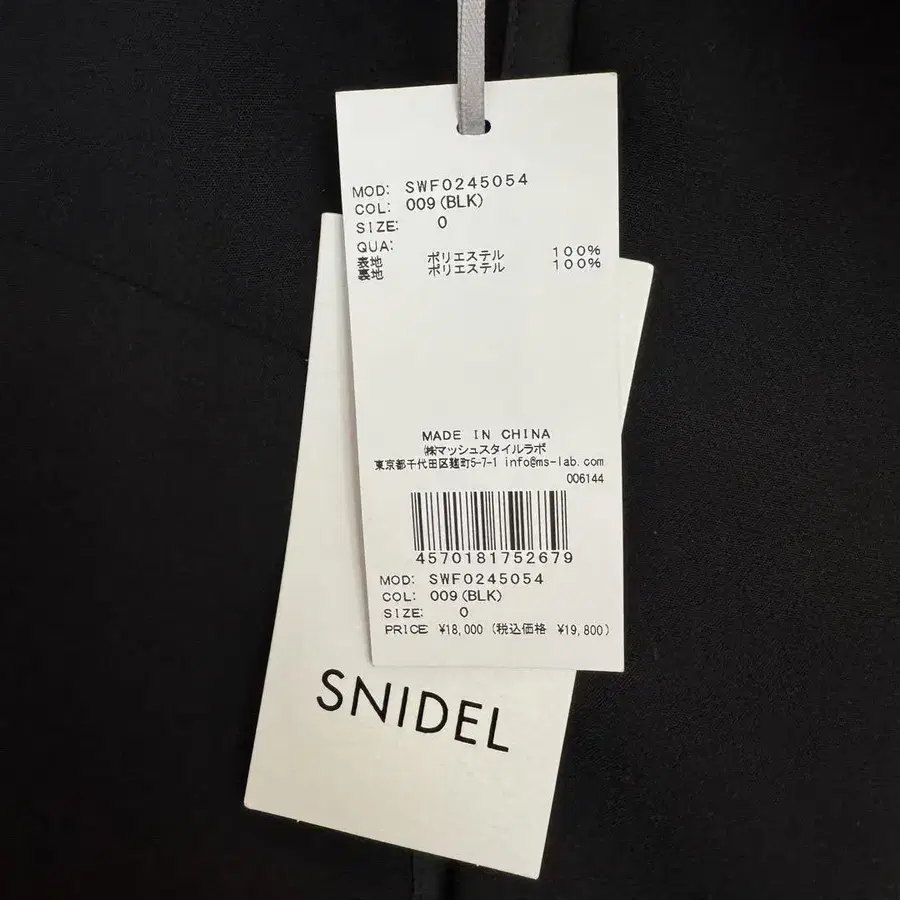 MOD: SWF0245054
COL: 009(BLK)
SIZE: 0
QUA:
表地 ポリエステル 100%
裏地 ポリエステル 100%
MADE IN CHINA
㈱マッシュスタイルラボ
東京都千代田区麹町5-7-1 info@ms-lab.com
006144
4570181752679
MOD: SWF0245054
COL: 009(BLK)
SIZE: 0
PRICE ¥18,000 (税込価格 ¥19,800)
SNIDEL